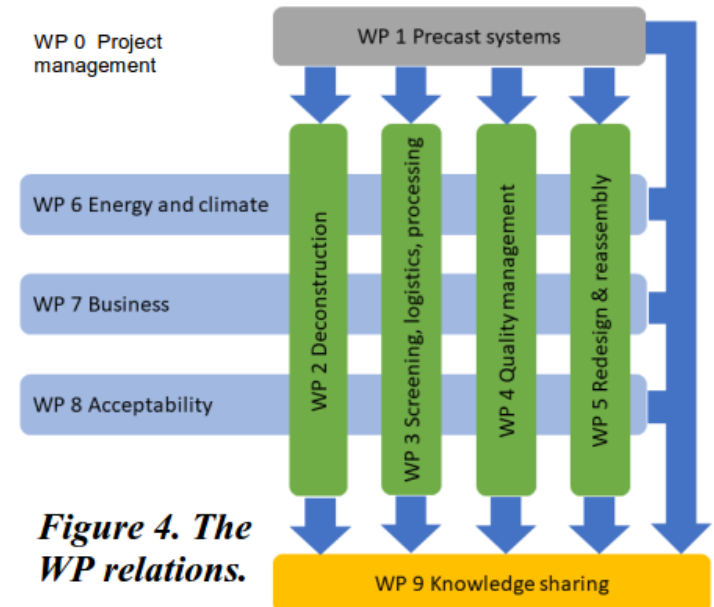 WP 0 Project
management
WP 1 Precast systems
WP 6 Energy and climate
WP 7 Business
WP 8 Acceptability
WP 2 Deconstruction
WP 3 Screening, logistics, processing
WP 4 Quality management
WP 5 Redesign & reassembly
Figure 4. The
WP relations.
WP 9 Knowledge sharing